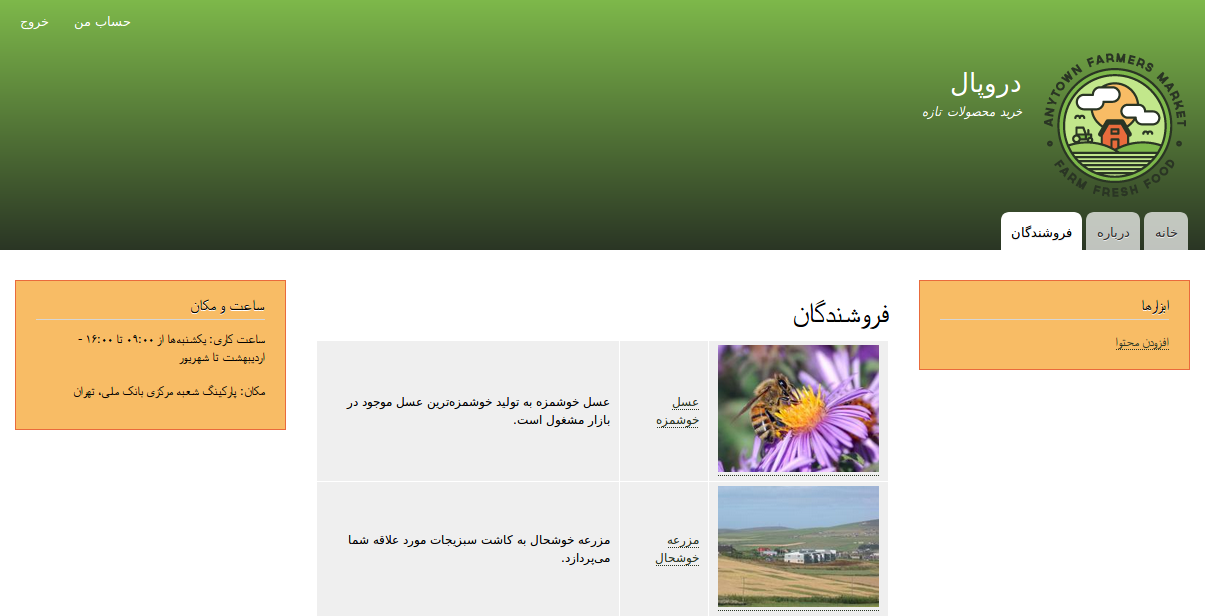 حساب من
خروج
ANYTOWN FARMERS MARKET
FARM FRESH FOOD
دروپال
خرید محصولات تازه
خانه
درباره
فروشندگان
ابزارها
افزودن محتوا
فروشندگان
عسل
خوشمزه
عسل خوشمزه به تولید خوشمزه‌ترین عسل موجود در
بازار مشغول است.
مزرعه
خوشحال
مزرعه خوشحال به کاشت سبزیجات مورد علاقه شما
می‌پردازد.
ساعت و مکان
ساعت کاری: یکشنبه‌ها از ۰۹:۰۰ تا ۱۶:۰۰ -
اردیبهشت تا شهریور
مکان: پارکینگ شعبه مرکزی بانک ملی، تهران